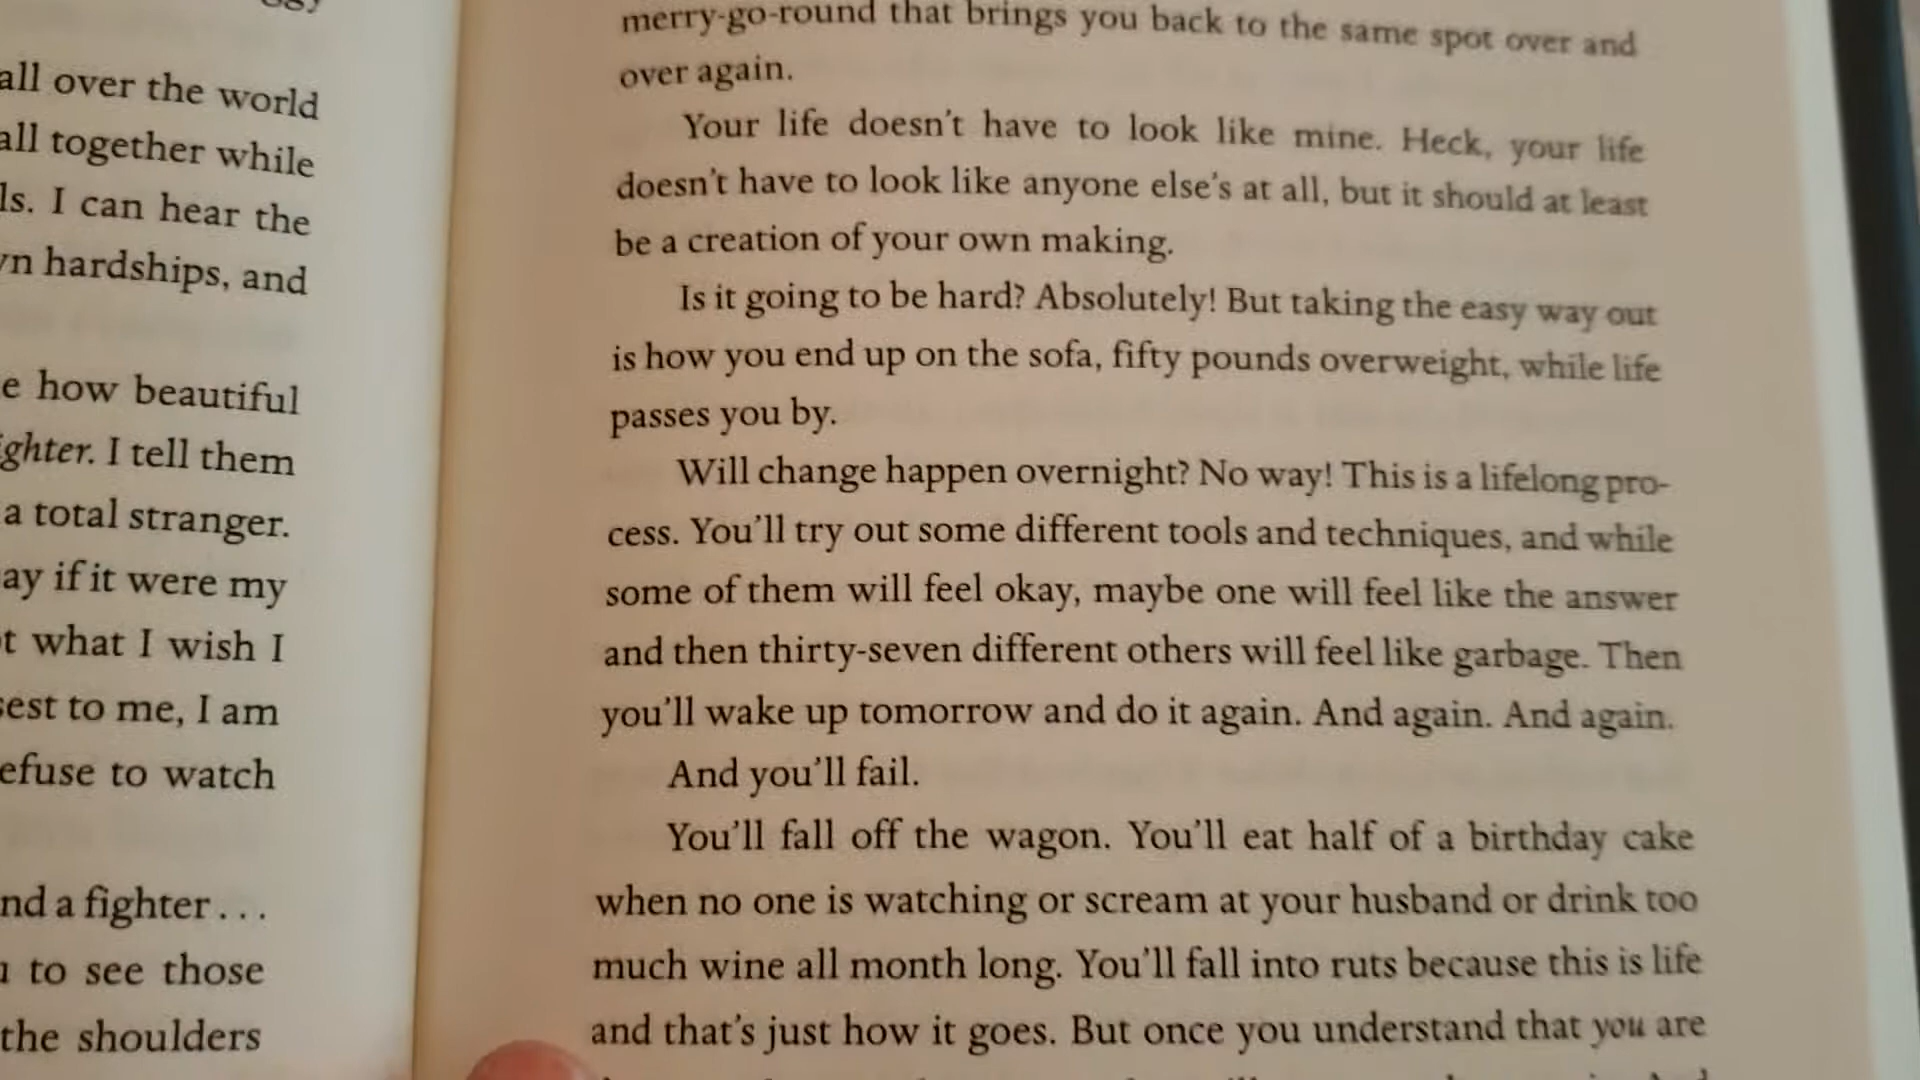 all over the world
all together while
ls. I can hear the
hardships, and
how beautiful
I tell them
a total stranger.
if it were my
what I wish I
to me, I am
to watch
a fighter . . .
to see those
the shoulders
merry-go-round that brings you back to the same spot over and
over again.
Your life doesn't have to look like mine. Heck, your life
doesn't have to look like anyone else's at all, but it should at least
be a creation of your own making.
Is it going to be hard? Absolutely! But taking the easy way out
is how you end up on the sofa, fifty pounds overweight, while life
passes you by.
Will change happen overnight? No way! This is a lifelong pro-
cess. You'll try out some different tools and techniques, and while
some of them will feel okay, maybe one will feel like the answer
and then thirty-seven different others will feel like garbage. Then
you'll wake up tomorrow and do it again. And again. And again.
And you'll fail.
You'll fall off the wagon. You'll eat half of a birthday cake
when no one is watching or scream at your husband or drink too
much wine all month long. You'll fall into ruts because this is life
and that's just how it goes. But once you understand that you are